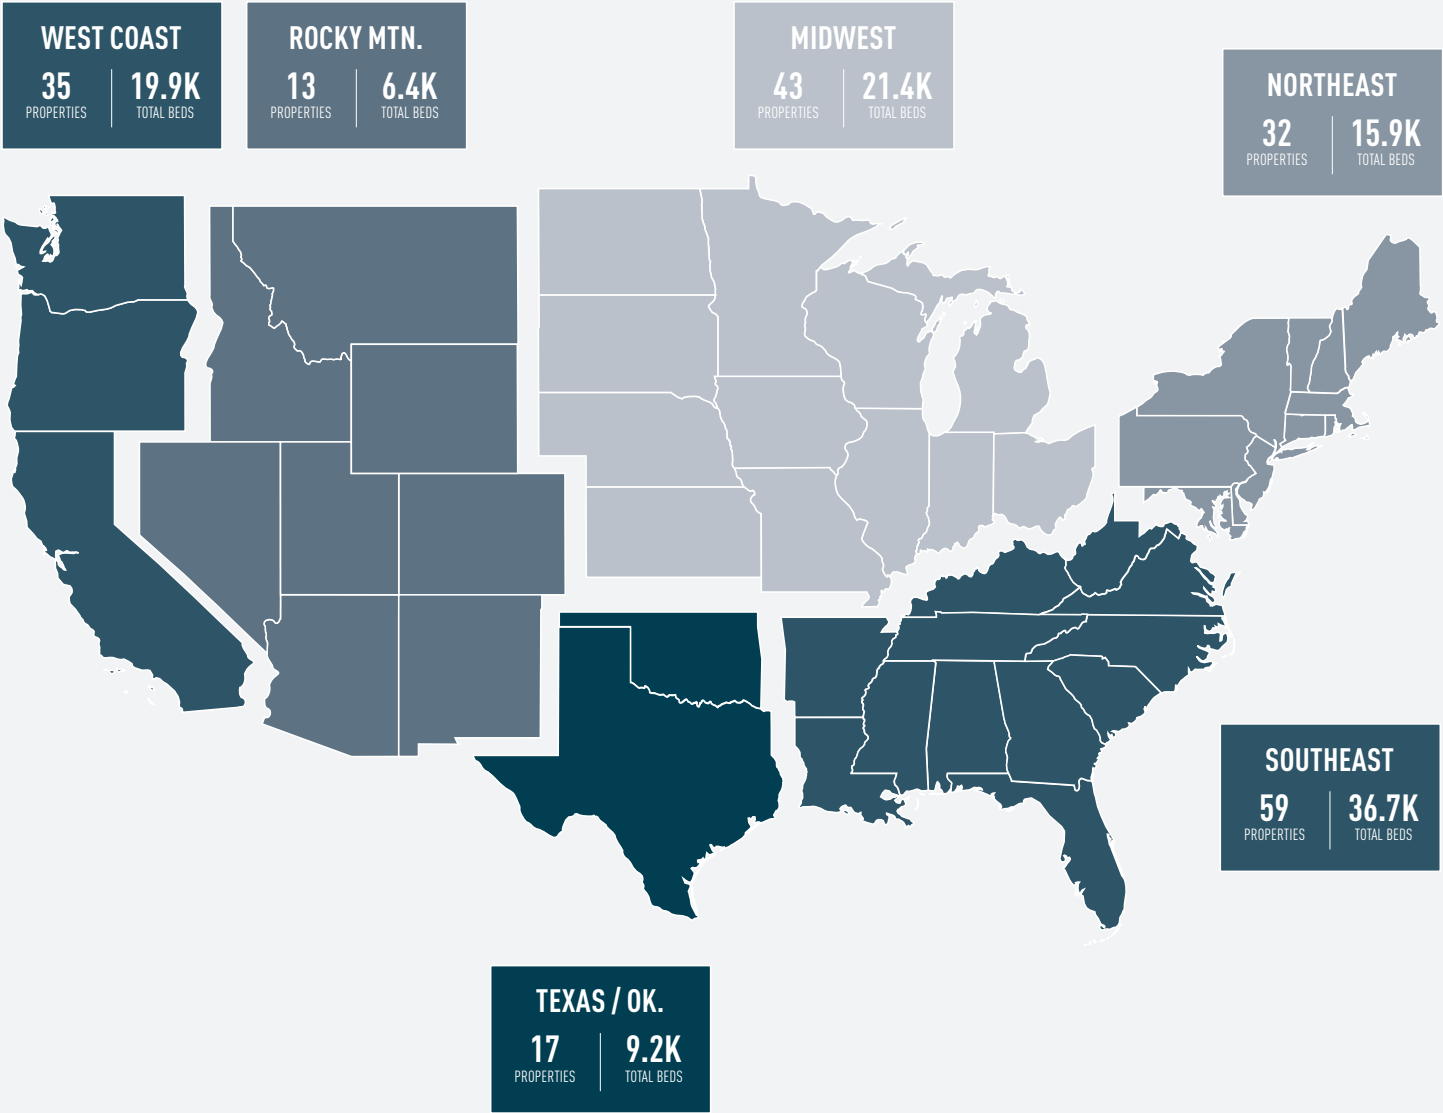 WEST COAST
35 19.9K
PROPERTIES TOTAL BEDS
ROCKY MTN.
13 6.4K
PROPERTIES TOTAL BEDS
MIDWEST
43 21.4K
PROPERTIES TOTAL BEDS
NORTHEAST
32 15.9K
PROPERTIES TOTAL BEDS
SOUTHEAST
59 36.7K
PROPERTIES TOTAL BEDS
TEXAS / OK.
17 9.2K
PROPERTIES TOTAL BEDS